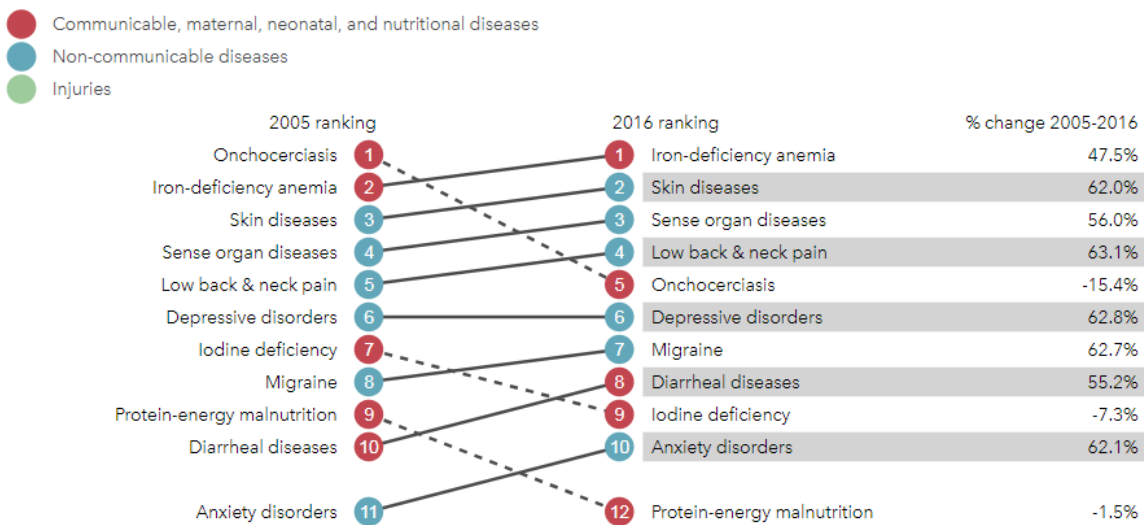 Communicable, maternal, neonatal, and nutritional diseases
Non-communicable diseases
Injuries
2005 ranking 2016 ranking % change 2005-2016
Onchocerciasis 1 1 Iron-deficiency anemia 47.5%
Iron-deficiency anemia 2 2 Skin diseases 62.0%
Skin diseases 3 3 Sense organ diseases 56.0%
Sense organ diseases 4 4 Low back & neck pain 63.1%
Low back & neck pain 5 5 Onchocerciasis -15.4%
Depressive disorders 6 6 Depressive disorders 62.8%
Iodine deficiency 7 7 Migraine 62.7%
Migraine 8 8 Diarrheal diseases 55.2%
Protein-energy malnutrition 9 9 Iodine deficiency -7.3%
Diarrheal diseases 10 10 Anxiety disorders 62.1%
Anxiety disorders 11 12 Protein-energy malnutrition -1.5%